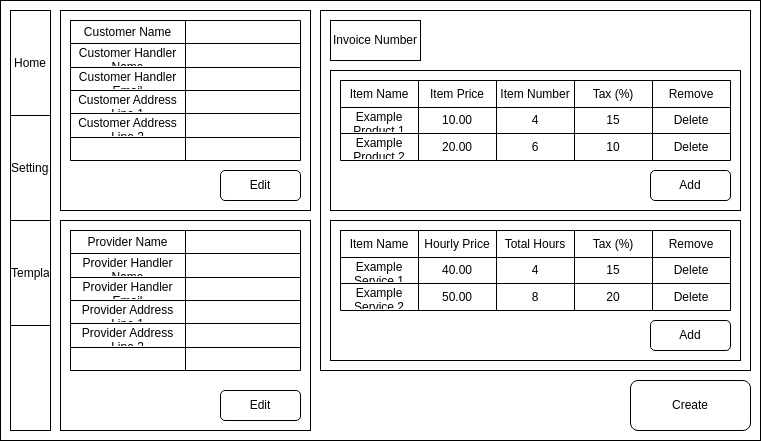 Home
Setting
Templa
Customer Name
Customer Handler
Name
Customer Handler
Email
Customer Address
Line 1
Customer Address
Line 2
Edit
Provider Name
Provider Handler
Name
Provider Handler
Email
Provider Address
Line 1
Provider Address
Line 2
Edit
Invoice Number
Item Name Item Price Item Number Tax (%) Remove
Example
Product 1 10.00 4 15 Delete
Example
Product 2 20.00 6 10 Delete
Add
Item Name Hourly Price Total Hours Tax (%) Remove
Example
Service 1 40.00 4 15 Delete
Example
Service 2 50.00 8 20 Delete
Add
Create